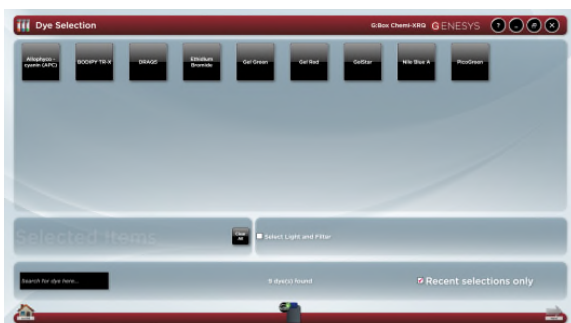 Dye Selection
G:Box Chemi-XRQ GENESYS
Allophyco -
cyanin (APC)
BODIPY TR-X
DRAQ5
Ethidium
Bromide
Gel Green
Gel Red
GelStar
Nile Blue A
PicoGreen
Selected Items
Clear
All
Select Light and Filter
Search for dye here...
9 dye(s) found
Recent selections only